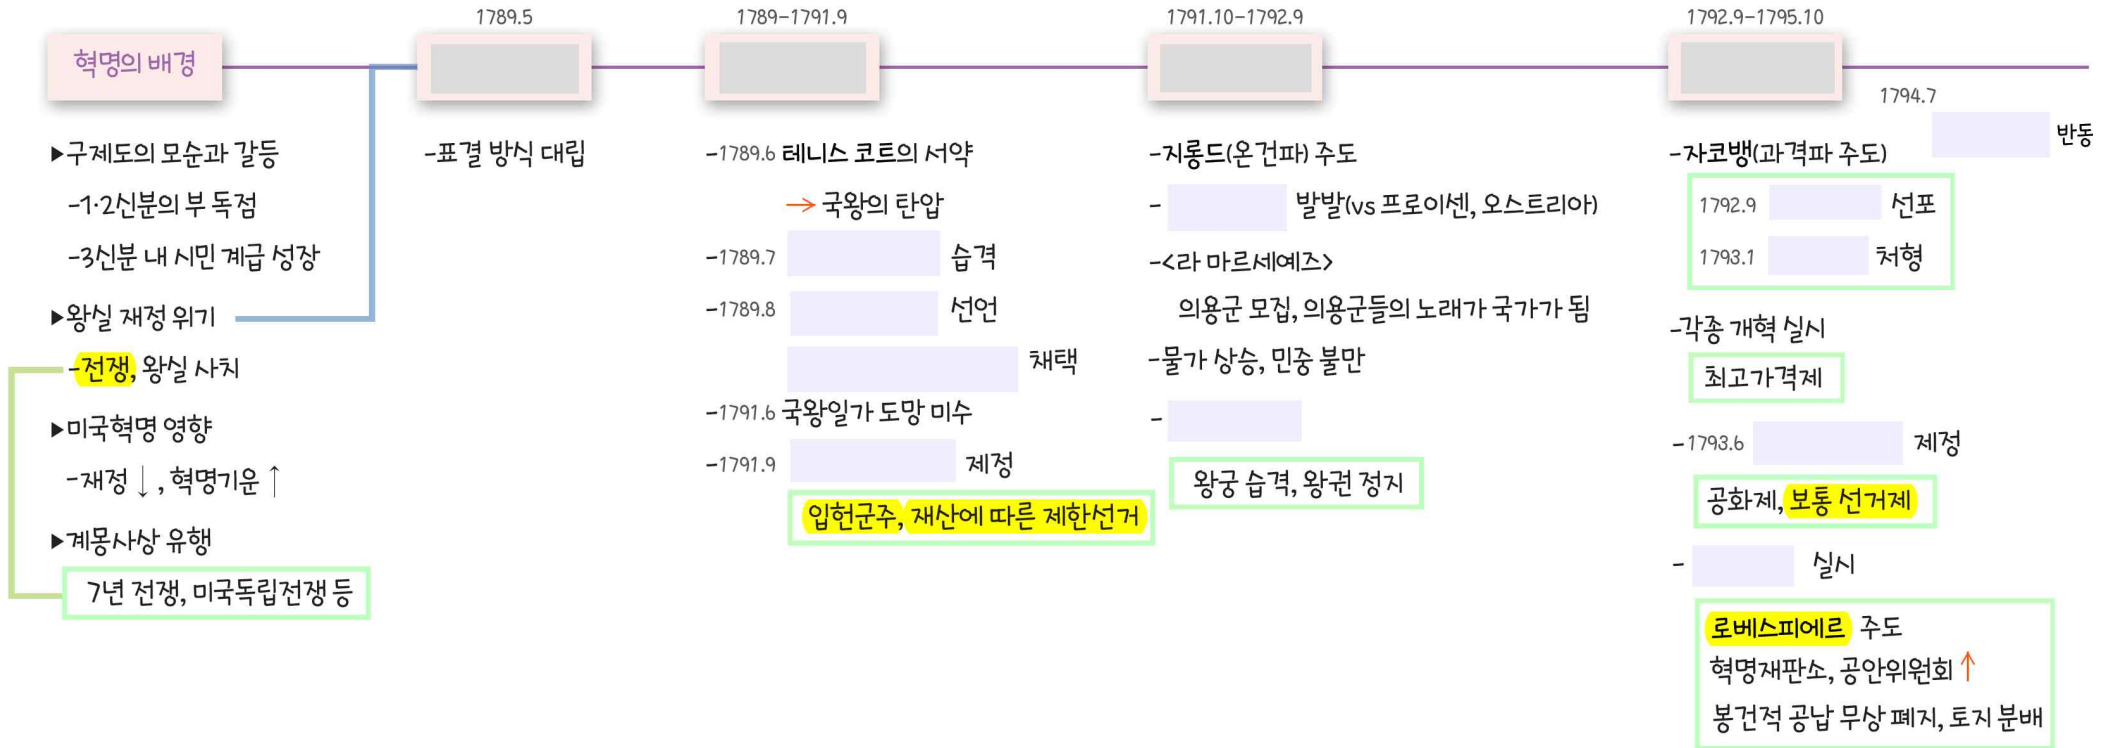 혁명의 배경
▶구제도의 모순과 갈등
-1·2신분의 부 독점
-3신분 내 시민 계급 성장
▶왕실 재정 위기
-전쟁, 왕실 사치
▶미국혁명 영향
-재정↓, 혁명기운↑
▶계몽사상 유행
7년 전쟁, 미국독립전쟁 등
1789.5
-표결 방식 대립
1789-1791.9
-1789.6 테니스 코트의 서약
→ 국왕의 탄압
-1789.7 습격
-1789.8 선언
채택
-1791.6 국왕일가 도망 미수
-1791.9 제정
입헌군주, 재산에 따른 제한선거
1791.10-1792.9
-지롱드(온건파) 주도
- 발발(vs 프로이센, 오스트리아)
-<라 마르세예즈>
의용군 모집, 의용군들의 노래가 국가가 됨
-물가 상승, 민중 불만
-
왕궁 습격, 왕권 정지
1792.9-1795.10
1794.7
반동
-자코뱅(과격파 주도)
1792.9 선포
1793.1 처형
-각종 개혁 실시
최고가격제
-1793.6 제정
공화제, 보통 선거제
- 실시
로베스피에르 주도
혁명재판소, 공안위원회↑
봉건적 공납 무상 폐지, 토지 분배